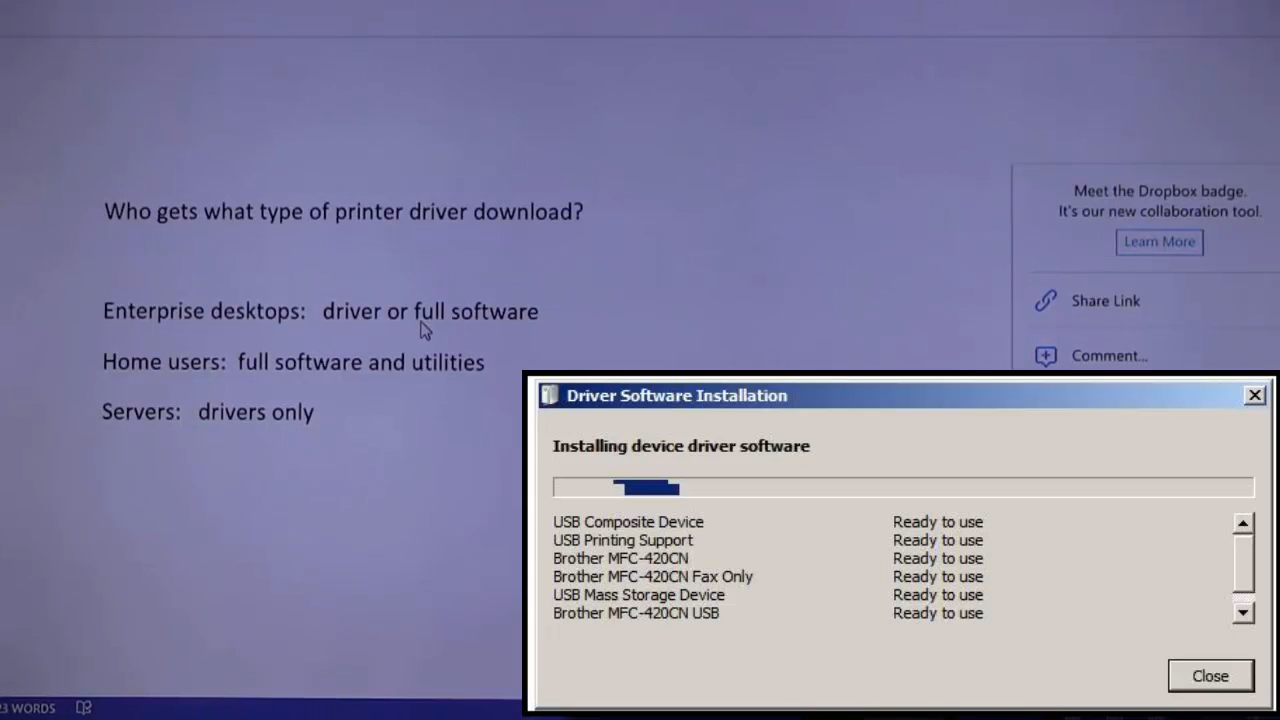 Who gets what type of printer driver download?
Enterprise desktops: driver or full software
Home users: full software and utilities
Servers: drivers only
Meet the Dropbox badge.
It's our new collaboration tool.
Learn More
Share Link
Comment...
Driver Software Installation
Installing device driver software
USB Composite Device Ready to use
USB Printing Support Ready to use
Brother MFC-420CN Ready to use
Brother MFC-420CN Fax Only Ready to use
USB Mass Storage Device Ready to use
Brother MFC-420CN USB Ready to use
Close
23 WORDS